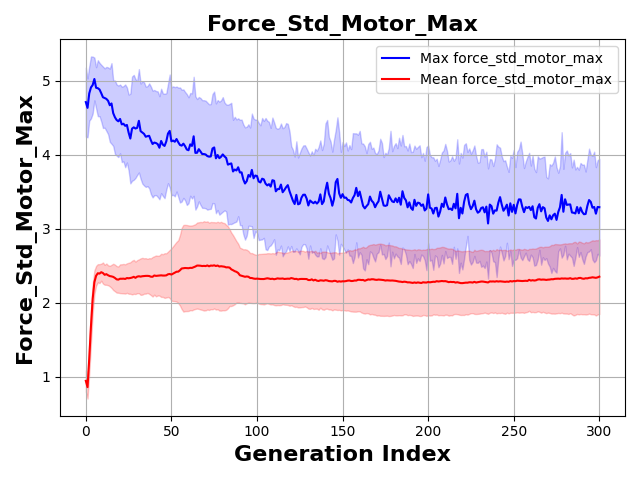 Force_Std_Motor_Max
Max force_std_motor_max
Mean force_std_motor_max
Force_Std_Motor_Max
5
4
3
2
1
0 50 100 150 200 250 300
Generation Index